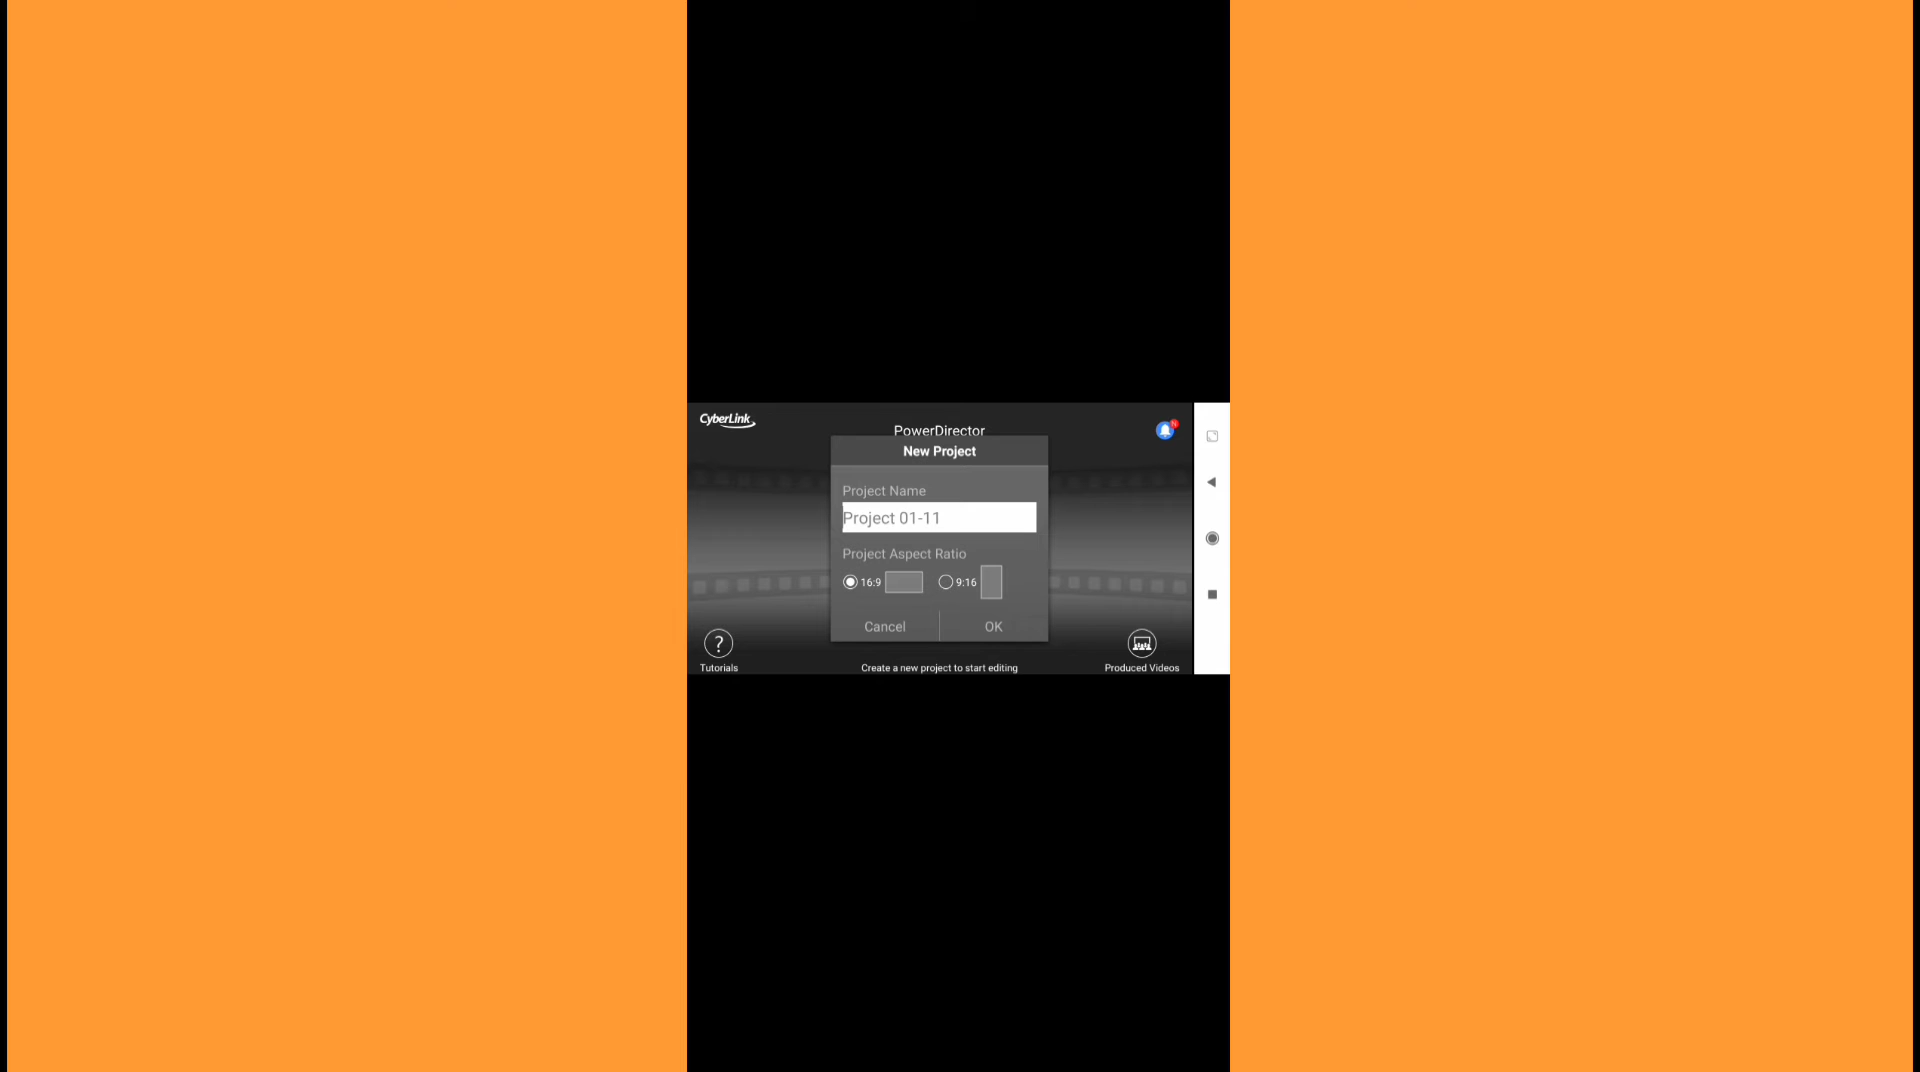 CyberLink
PowerDirector
N
New Project
Project Name
Project 01-11
Project Aspect Ratio
16:9 9:16
Cancel OK
?
Tutorials Create a new project to start editing Produced Videos